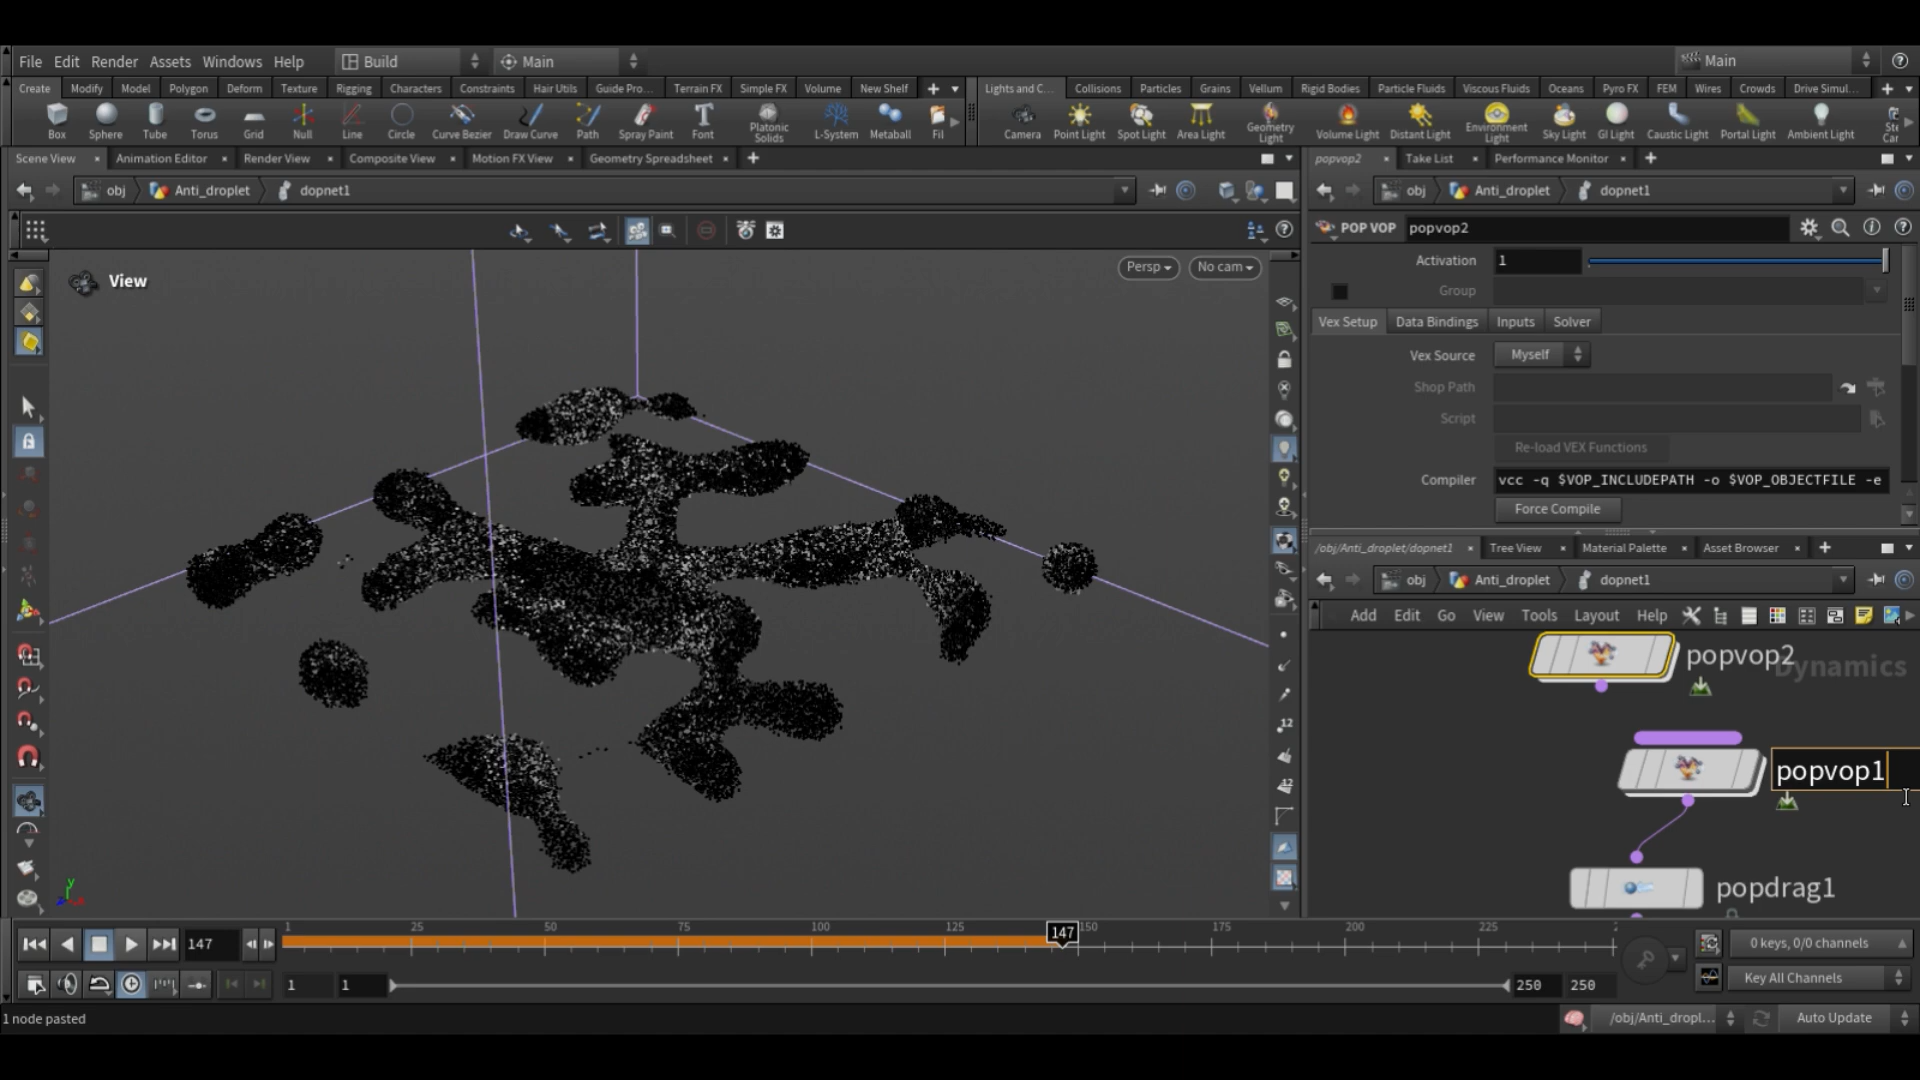 File Edit Render Assets Windows Help Build Main Main
Create Modify Model Polygon Deform Texture Rigging Characters Constraints Hair Utils Guide Pro... Terrain FX Simple FX Volume New Shelf
Lights and C... Collisions Particles Grains Vellum Rigid Bodies Particle Fluids Viscous Fluids Oceans Pyro FX FEM Wires Crowds Drive Simul...
Box Sphere Tube Torus Grid Null Line Circle Curve Bezier Draw Curve Path Spray Paint Font Platonic Solids L-System Metaball Fil
Camera Point Light Spot Light Area Light Geometry Light Volume Light Distant Light Environment Light Sky Light GI Light Caustic Light Portal Light Ambient Light Ste Car
Scene View Animation Editor Render View Composite View Motion FX View Geometry Spreadsheet
popvop2 Take List Performance Monitor
obj Anti_droplet dopnet1
obj Anti_droplet dopnet1
POP VOP popvop2
View
Persp No cam
Activation 1
Group
Vex Setup Data Bindings Inputs Solver
Vex Source Myself
Shop Path
Script
Re-load VEX Functions
Compiler vcc -q $VOP_INCLUDEPATH -o $VOP_OBJECTFILE -e
Force Compile
/obj/Anti_droplet/dopnet1 Tree View Material Palette Asset Browser
obj Anti_droplet dopnet1
Add Edit Go View Tools Layout Help
popvop2
Dynamics
popvop1
popdrag1
12
12
147
1 25 50 75 100 125 147 150 175 200 225 2
0 keys, 0/0 channels
1 1 250 250
Key All Channels
1 node pasted
/obj/Anti_dropl... Auto Update